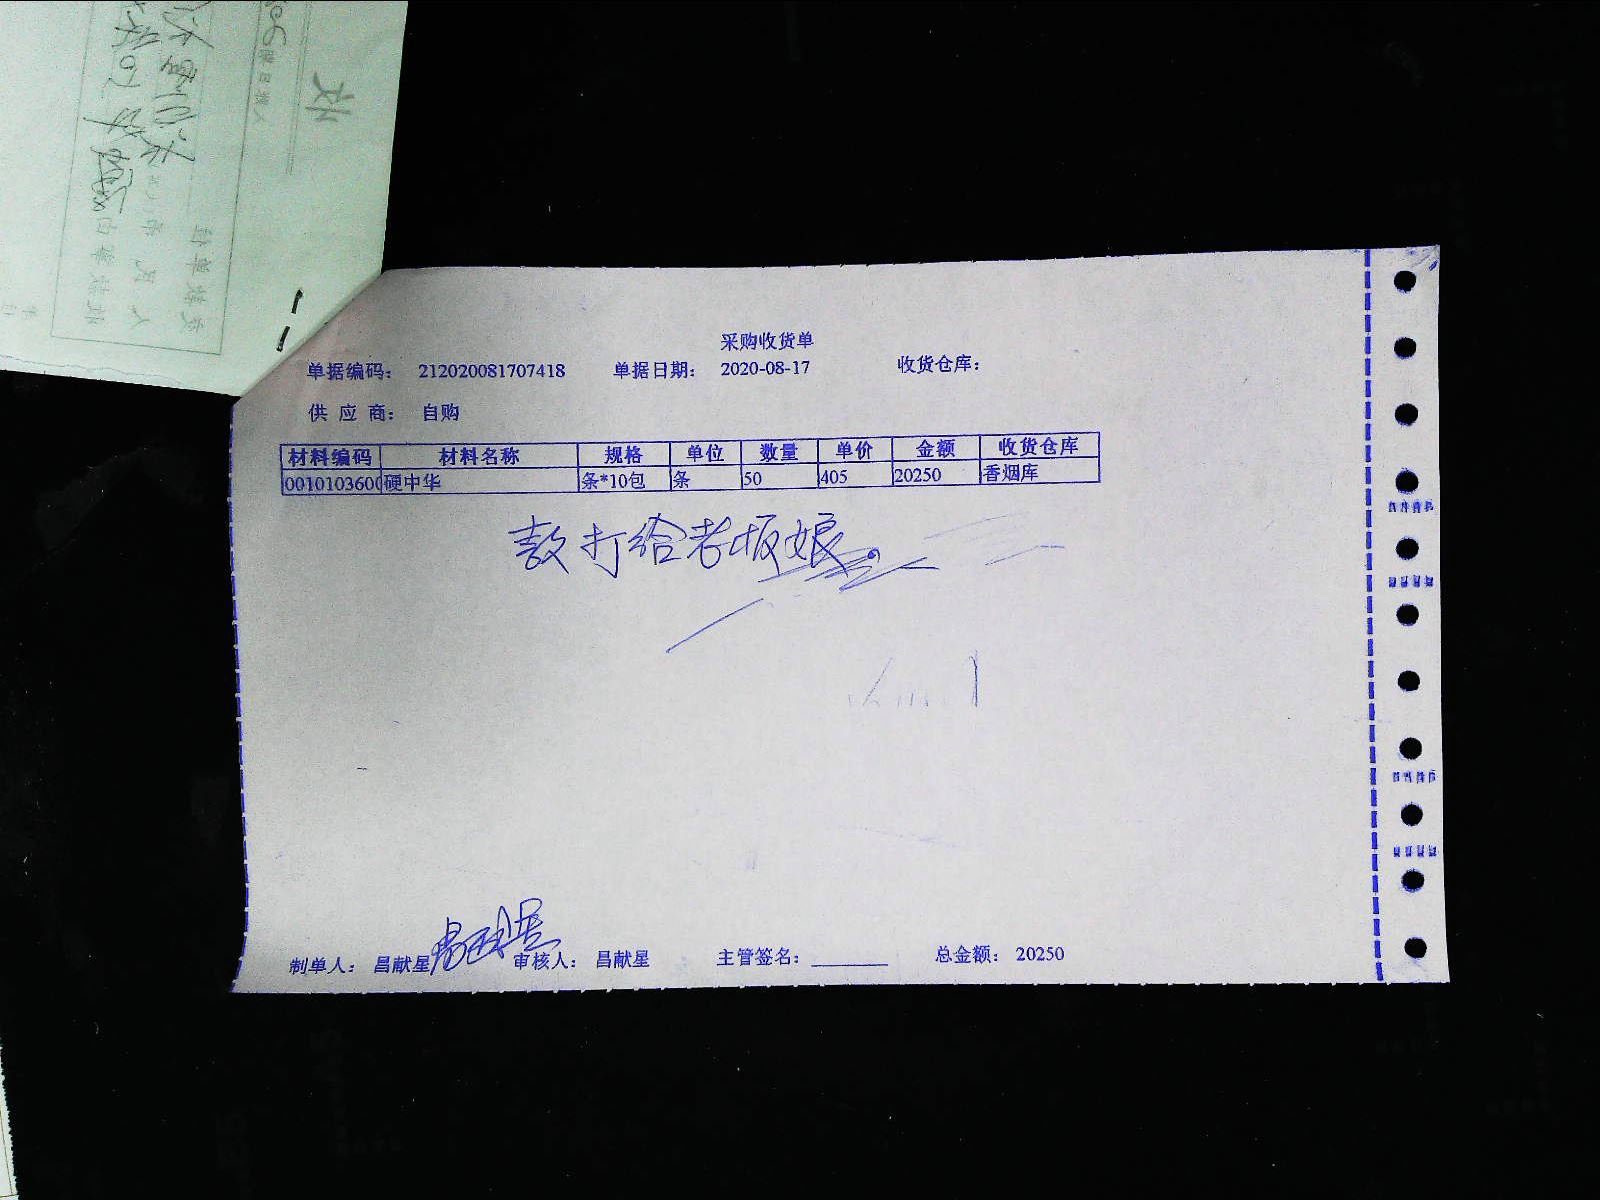 采购收货单
单据编码： 212020081707418 单据日期： 2020-08-17 收货仓库：
供 应 商： 自购
材料编码 材料名称 规格 单位 数量 单价 金额 收货仓库
0010103600 硬中华 条*10包 条 50 405 20250 香烟库
款打给老板娘
制单人： 昌献星 昌献星 审核人： 昌献星 主管签名： 总金额： 20250